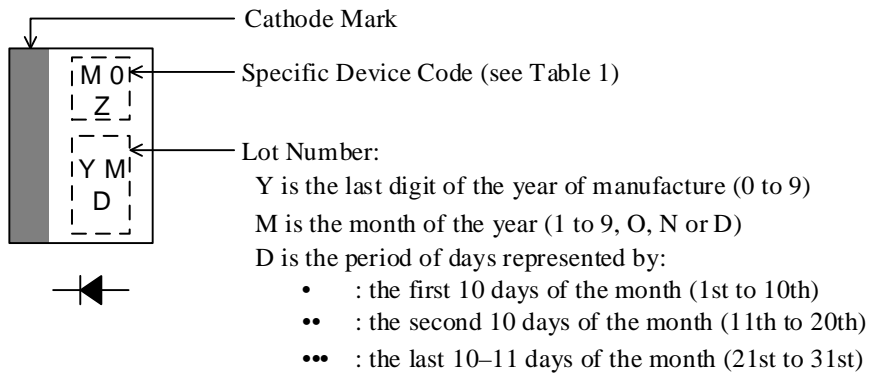 Cathode Mark
M 0
Z
Specific Device Code (see Table 1)
Y M
D
Lot Number:
Y is the last digit of the year of manufacture (0 to 9)
M is the month of the year (1 to 9, O, N or D)
D is the period of days represented by:
• : the first 10 days of the month (1st to 10th)
•• : the second 10 days of the month (11th to 20th)
••• : the last 10–11 days of the month (21st to 31st)